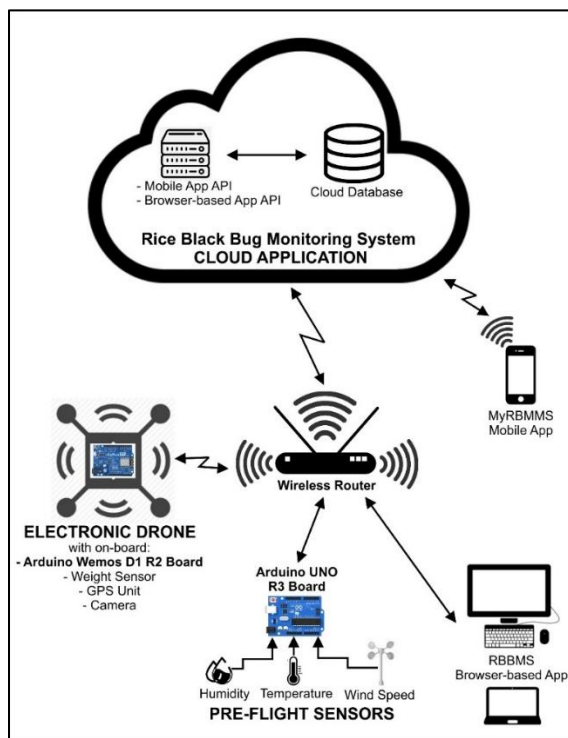 - Mobile App API
- Browser-based App API
Cloud Database
Rice Black Bug Monitoring System
CLOUD APPLICATION
MyRBMMS
Mobile App
Wireless Router
ELECTRONIC DRONE
with on-board:
- Arduino Wemos D1 R2 Board
- Weight Sensor
- GPS Unit
- Camera
Arduino UNO
R3 Board
Humidity
Temperature
Wind Speed
PRE-FLIGHT SENSORS
RBBMS
Browser-based App